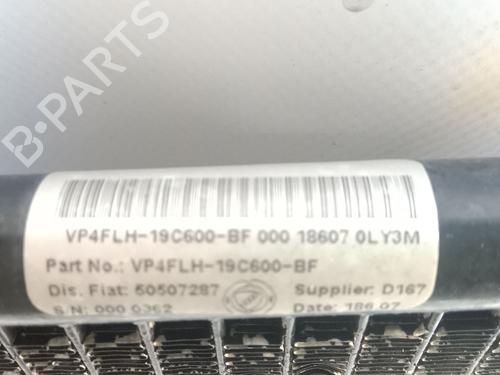 B-PARTS
VP4FLH-19C600-BF 000 18607 0LY3M
Part No.: VP4FLH-19C600-BF
Dis. Fiat: 50507287 Supplier: D167
S/N: 000 0362 Date: 186.07